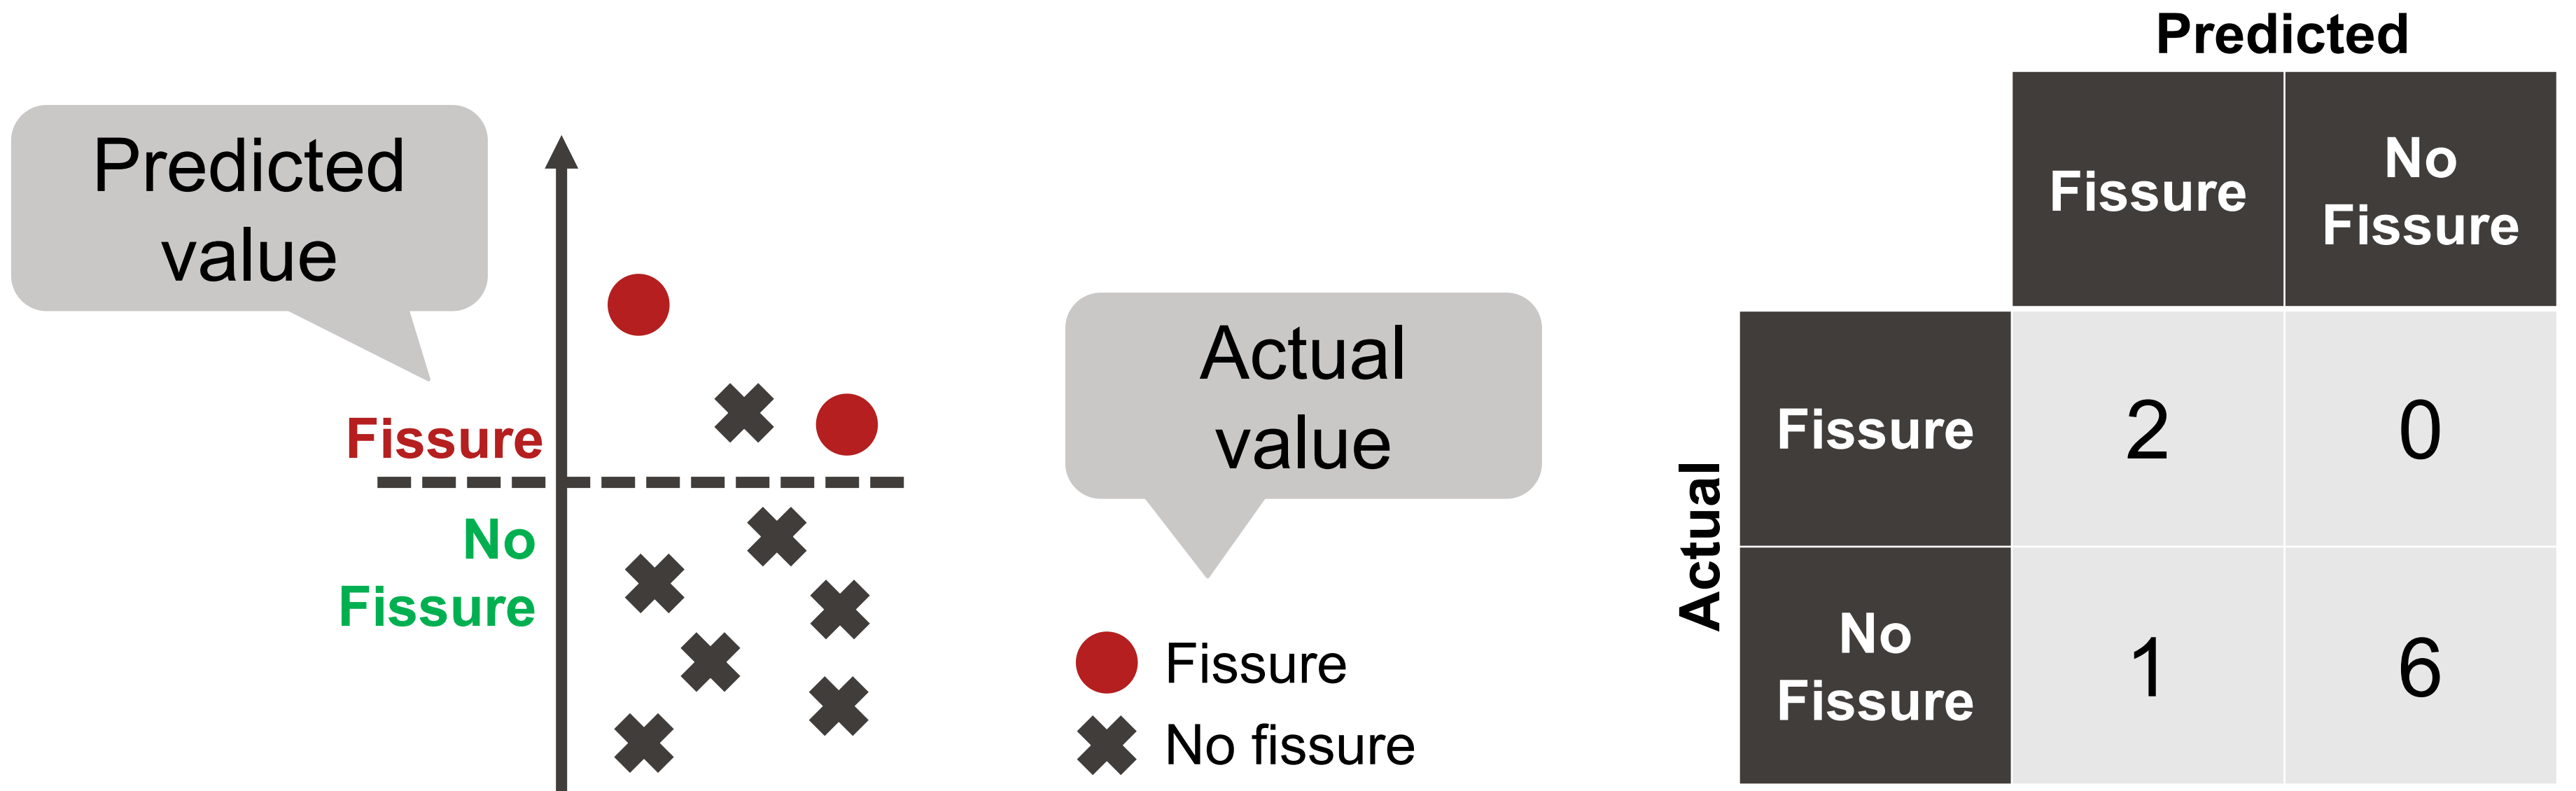 Predicted
value
Fissure
No
Fissure
Actual
value
Fissure
No fissure
Predicted
Fissure
No
Fissure
Actual
Fissure
2
0
No
Fissure
1
6